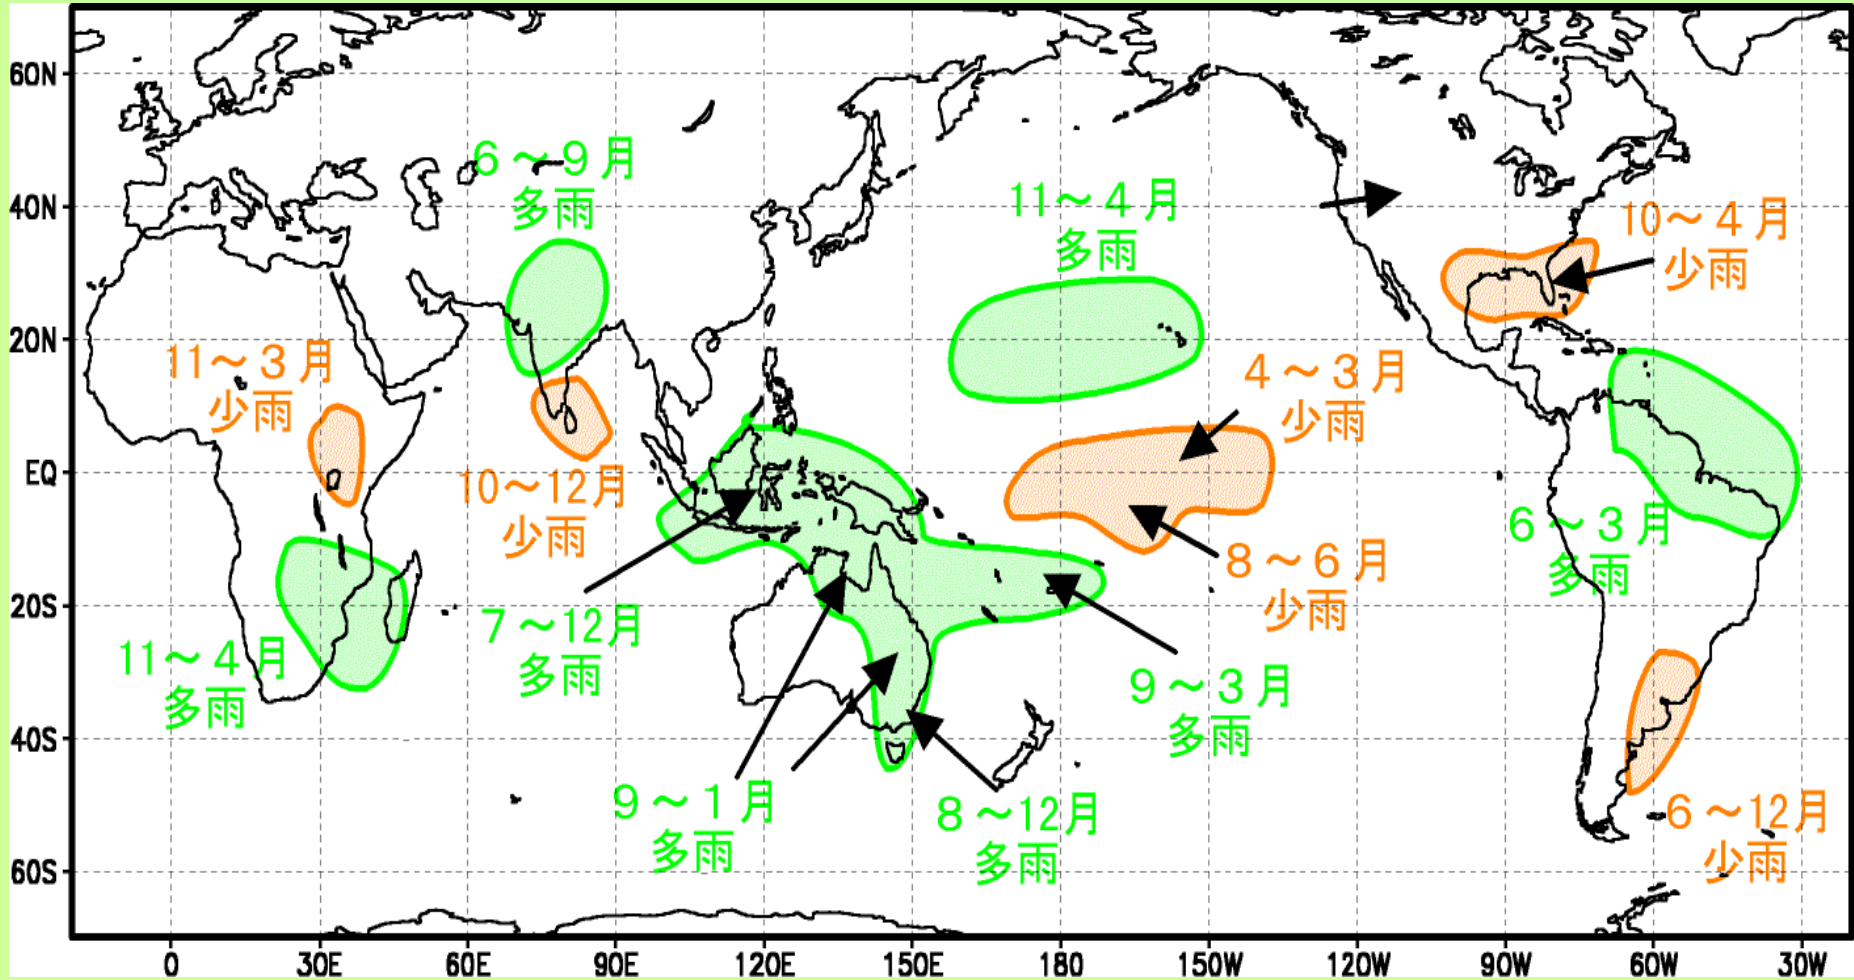 60N
40N
20N
EQ
20S
40S
60S
6～9月
多雨
11～4月
多雨
10～4月
少雨
11～3月
少雨
4～3月
少雨
10～12月
少雨
6～3月
多雨
8～6月
少雨
7～12月
多雨
11～4月
多雨
9～3月
多雨
9～1月
多雨
8～12月
多雨
6～12月
少雨
0 30E 60E 90E 120E 150E 180 150W 120W 90W 60W 30W